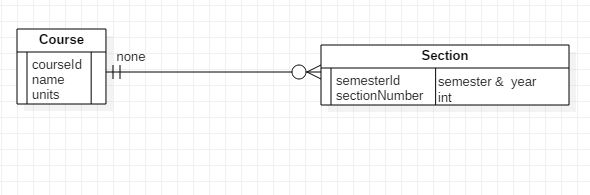 Course
courseId
name
units
none
Section
semesterId semester & year
sectionNumber int